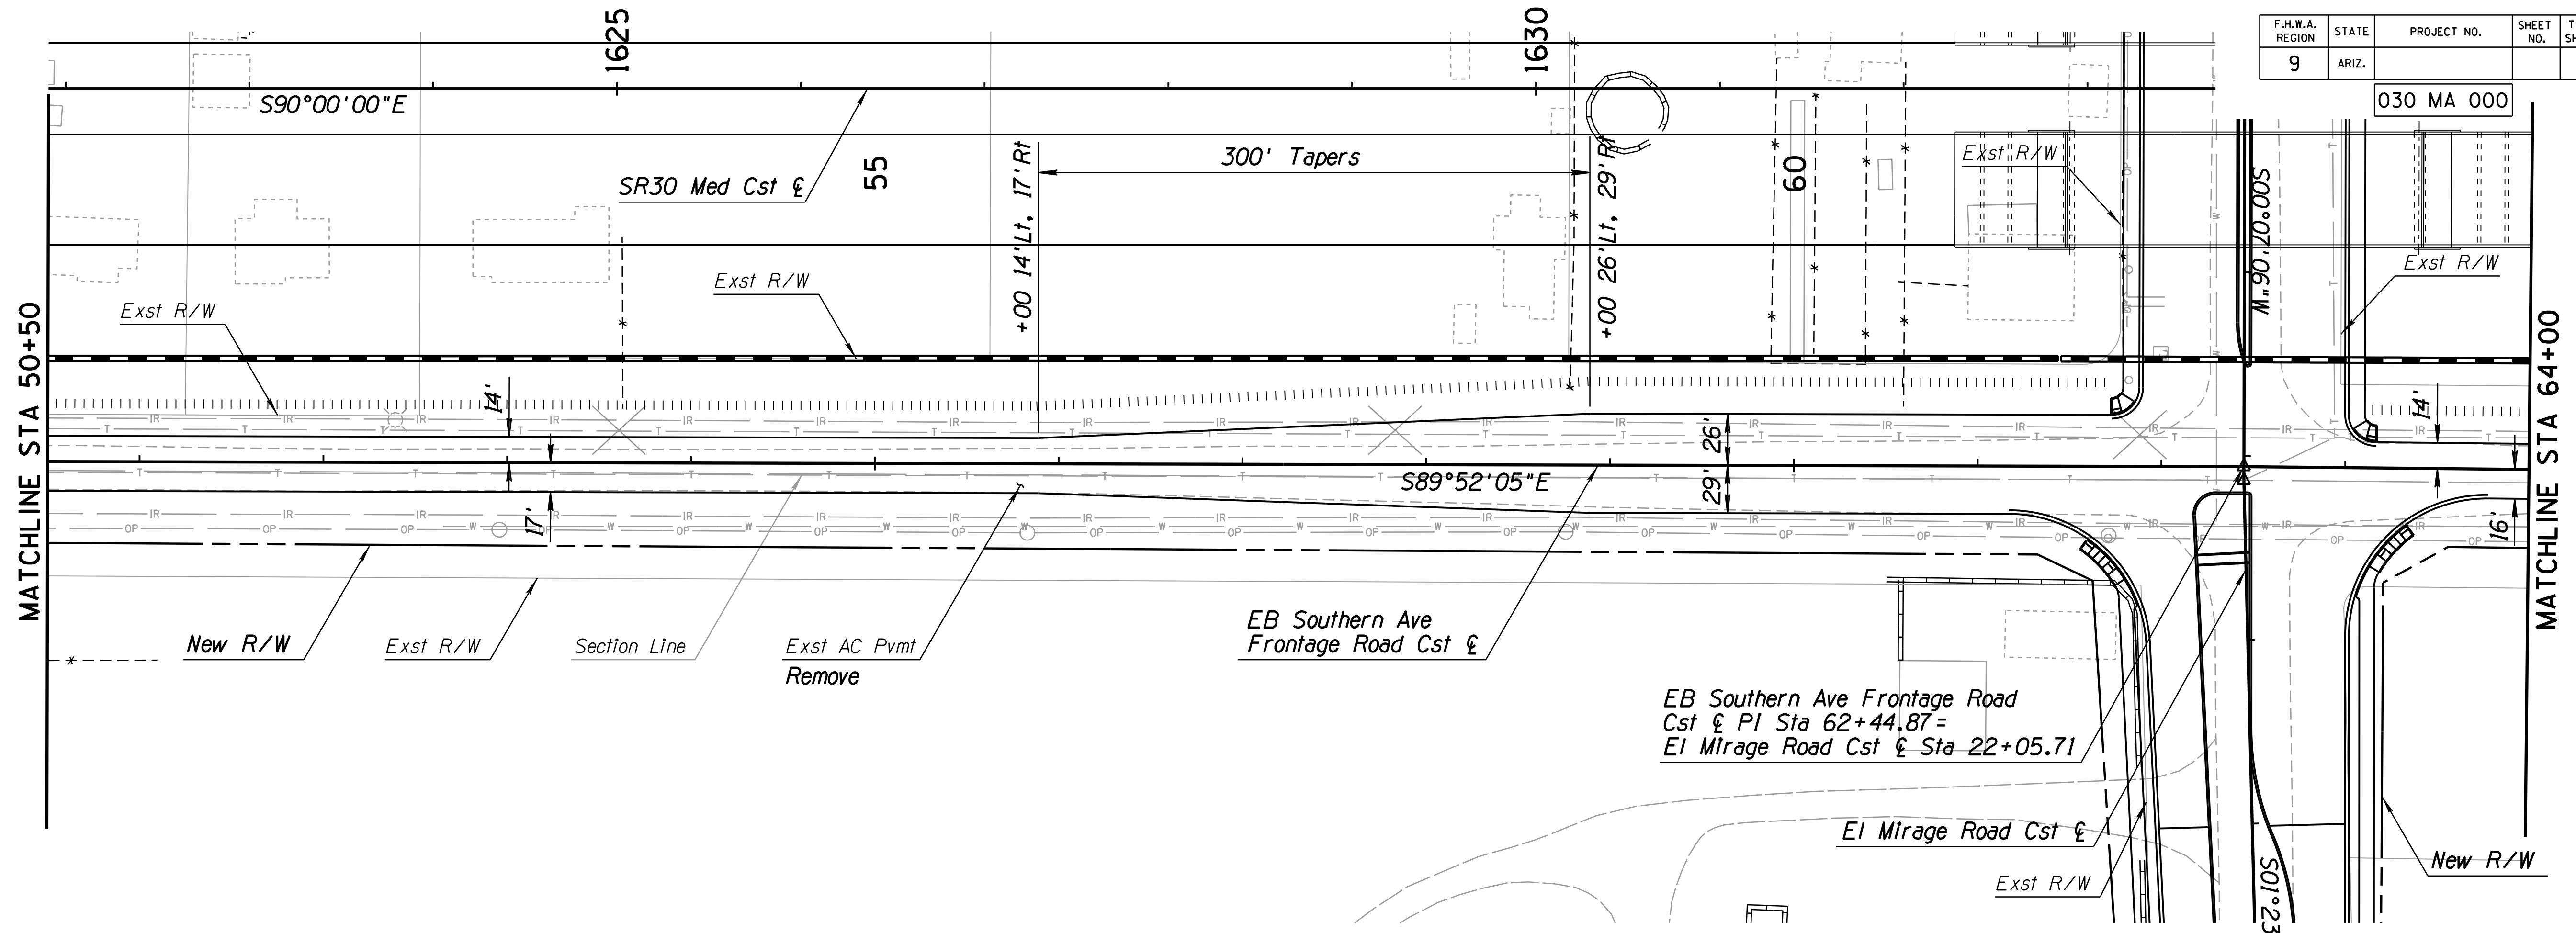 1625
1630
F.H.W.A.
REGION
STATE
PROJECT NO.
SHEET
NO.
9
ARIZ.
030 MA 000
S90°00'00"E
SR30 Med Cst ℄
55
+00 14'Lt, 17'Rt
300' Tapers
+00 26'Lt, 29'Rt
60
Exst R/W
S00°07'06"W
Exst R/W
Exst R/W
Exst R/W
MATCHLINE STA 50+50
MATCHLINE STA 64+00
14'
17'
26'
29'
14'
16'
S89°52'05"E
New R/W
Exst R/W
Section Line
Exst AC Pvmt
Remove
EB Southern Ave
Frontage Road Cst ℄
EB Southern Ave Frontage Road
Cst ℄ PI Sta 62+44.87=
El Mirage Road Cst ℄ Sta 22+05.71
El Mirage Road Cst ℄
Exst R/W
New R/W
S01°23